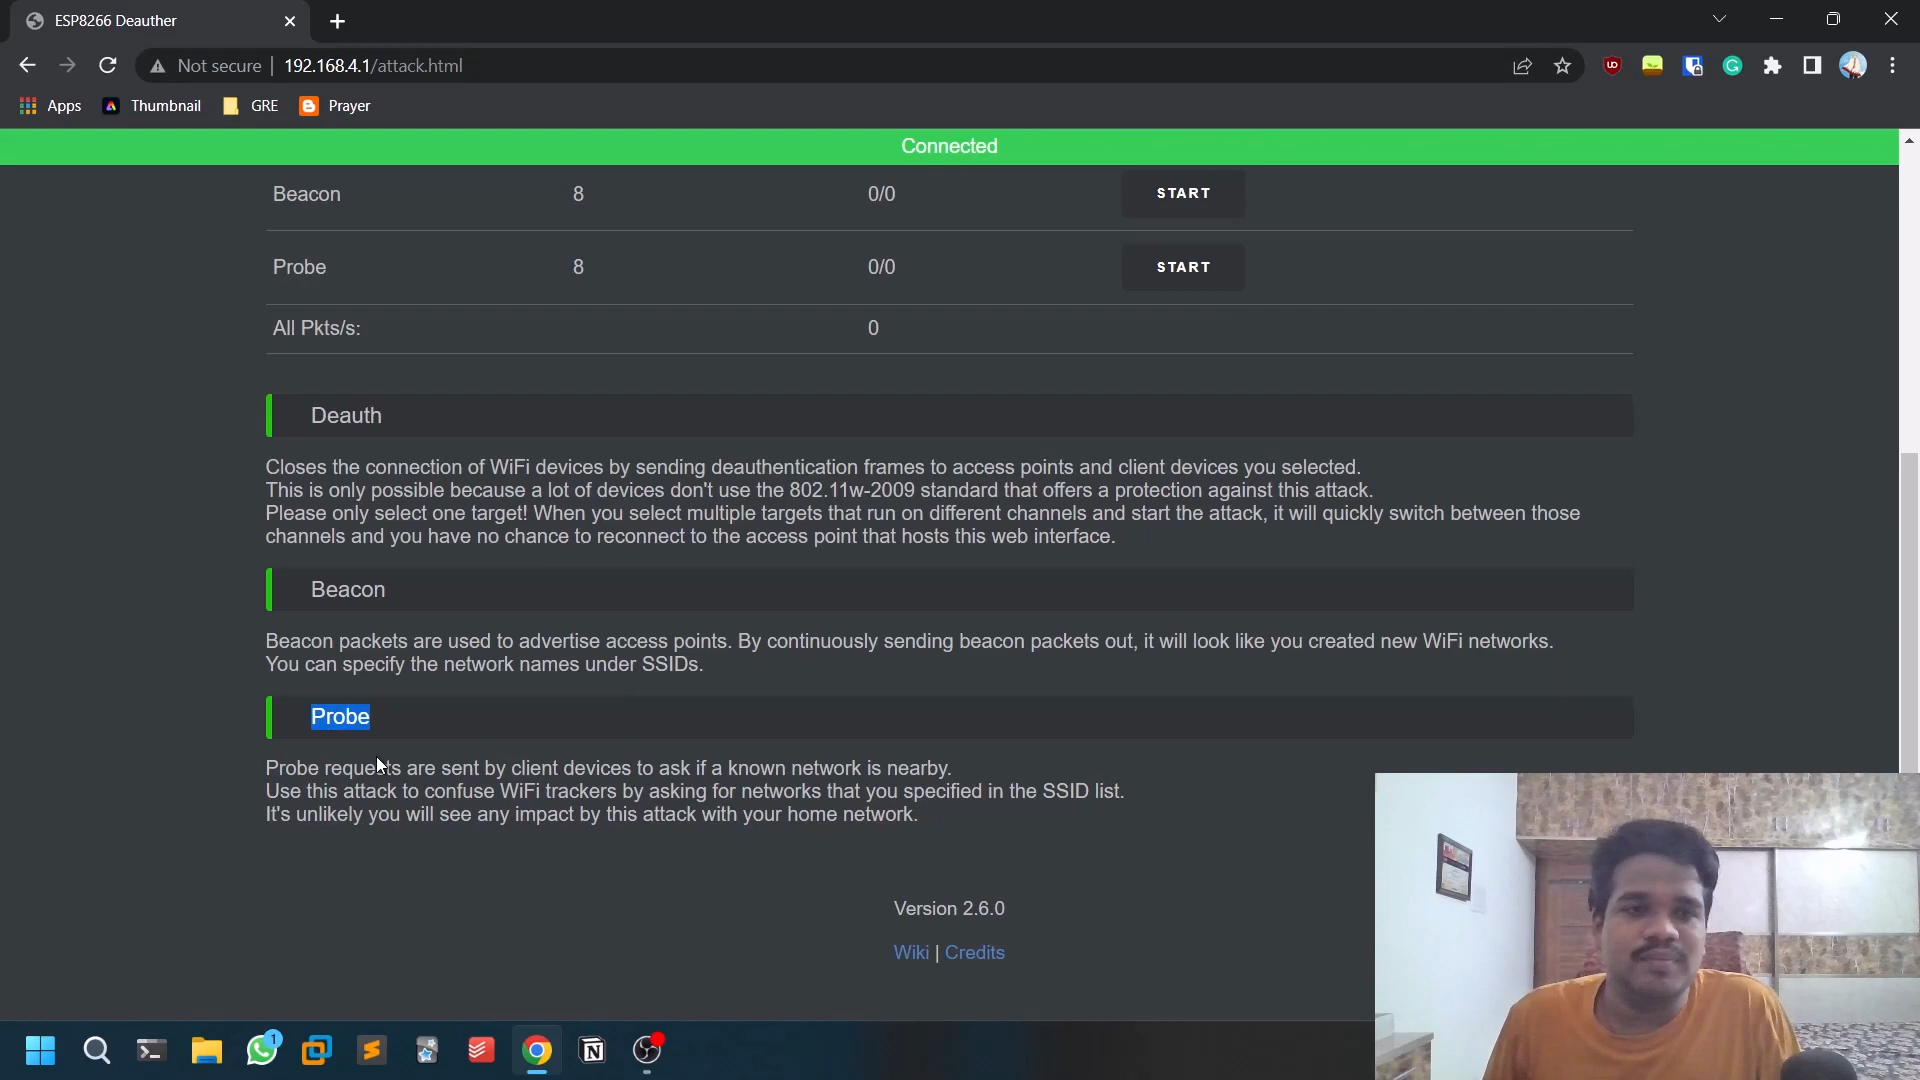 ESP8266 Deauther
Not secure | 192.168.4.1/attack.html
Apps Thumbnail GRE Prayer
Connected
Beacon 8 0/0 START
Probe 8 0/0 START
All Pkts/s: 0
Deauth
Closes the connection of WiFi devices by sending deauthentication frames to access points and client devices you selected.
This is only possible because a lot of devices don't use the 802.11w-2009 standard that offers a protection against this attack.
Please only select one target! When you select multiple targets that run on different channels and start the attack, it will quickly switch between those
channels and you have no chance to reconnect to the access point that hosts this web interface.
Beacon
Beacon packets are used to advertise access points. By continuously sending beacon packets out, it will look like you created new WiFi networks.
You can specify the network names under SSIDs.
Probe
Probe requests are sent by client devices to ask if a known network is nearby.
Use this attack to confuse WiFi trackers by asking for networks that you specified in the SSID list.
It's unlikely you will see any impact by this attack with your home network.
Version 2.6.0
Wiki | Credits
1